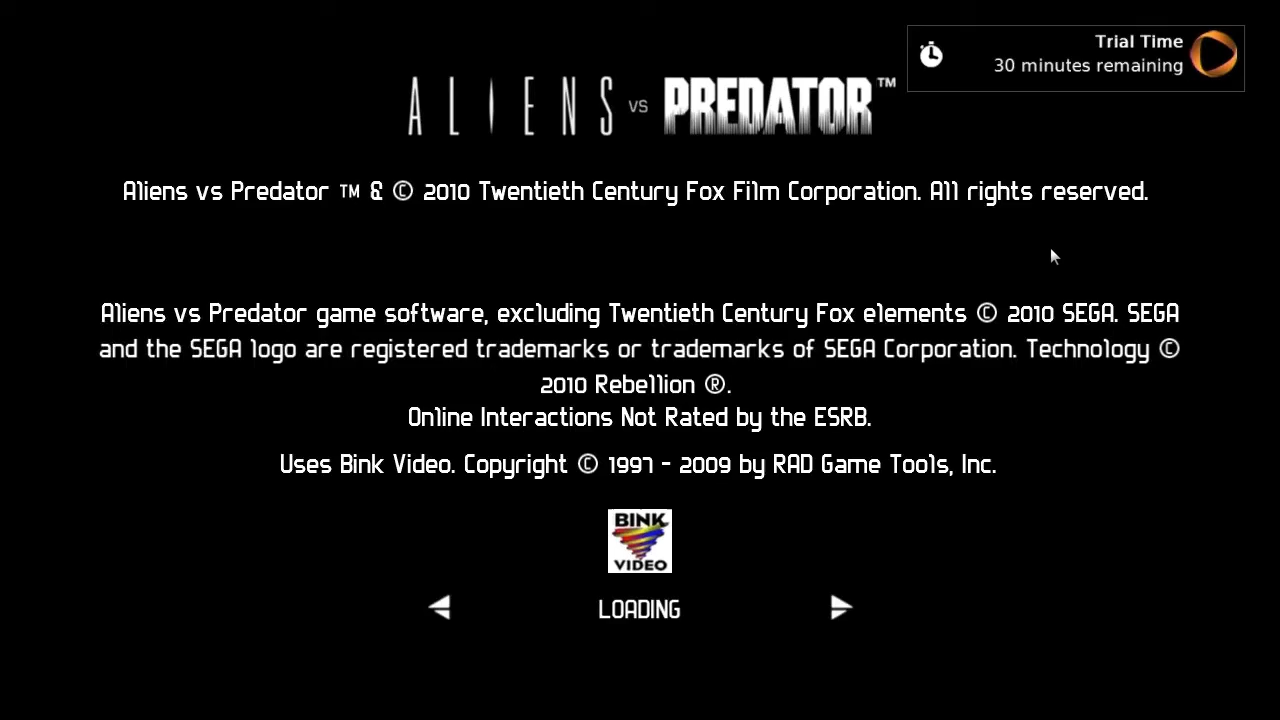 Trial Time
30 minutes remaining
ALIENS VS PREDATOR™
Aliens vs Predator ™ & © 2010 Twentieth Century Fox Film Corporation. All rights reserved.
Aliens vs Predator game software, excluding Twentieth Century Fox elements © 2010 SEGA. SEGA
and the SEGA logo are registered trademarks or trademarks of SEGA Corporation. Technology ©
2010 Rebellion ®.
Online Interactions Not Rated by the ESRB.
Uses Bink Video. Copyright © 1997 - 2009 by RAD Game Tools, Inc.
BINK
VIDEO
LOADING